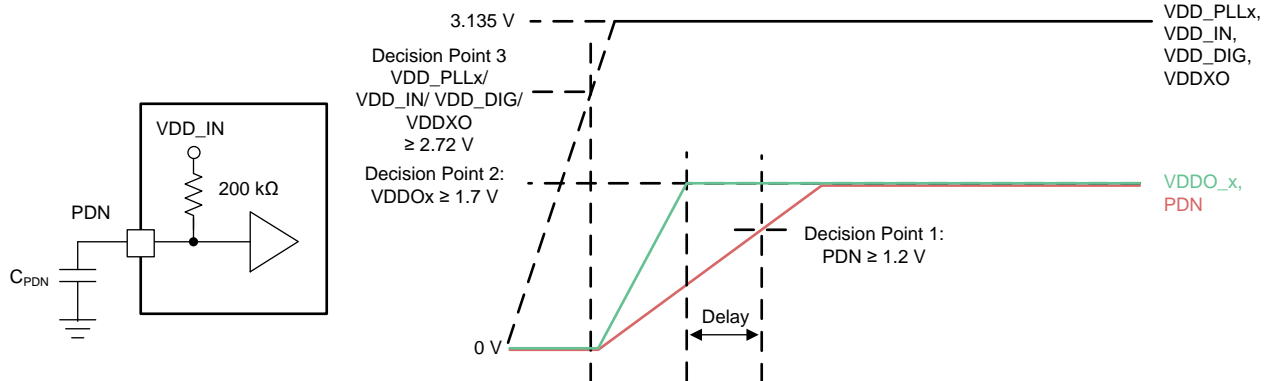 VDD_IN
200 kΩ
PDN
CPDN
3.135 V
Decision Point 3
VDD_PLLx/
VDD_IN/ VDD_DIG/
VDDXO
≥ 2.72 V
Decision Point 2:
VDDOx ≥ 1.7 V
0 V
Delay
Decision Point 1:
PDN ≥ 1.2 V
VDD_PLLx,
VDD_IN,
VDD_DIG,
VDDXO
VDDO_x,
PDN